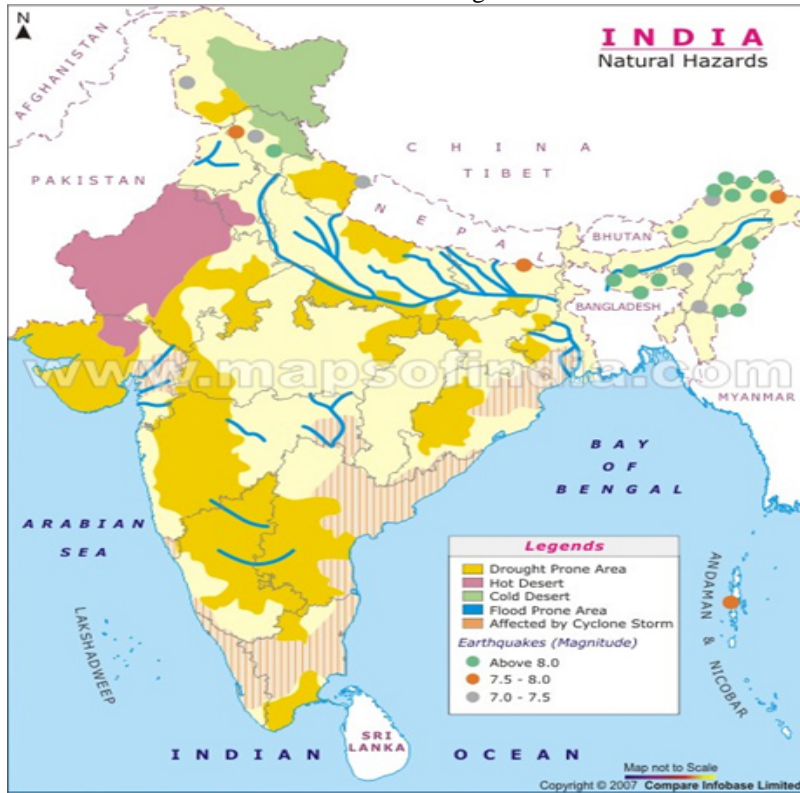 N
INDIA
Natural Hazards
AFGHANISTAN
CHINA
TIBET
PAKISTAN
NEPAL
BHUTAN
BANGLADESH
www.mapsofindia.com
MYANMAR
BAY
OF
BENGAL
ARABIAN
SEA
LAKSHADWEEP
ANDAMAN & NICOBAR
Legends
Drought Prone Area
Hot Desert
Cold Desert
Flood Prone Area
Affected by Cyclone Storm
Earthquakes (Magnitude)
Above 8.0
7.5 - 8.0
7.0 - 7.5
SRI
LANKA
INDIAN OCEAN
Map not to Scale
Copyright © 2007 Compare Infobase Limited